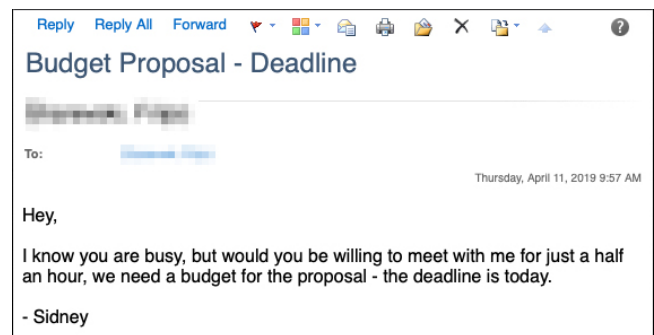 Reply Reply All Forward
Budget Proposal - Deadline
To:
Thursday, April 11, 2019 9:57 AM
Hey,
I know you are busy, but would you be willing to meet with me for just a half
an hour, we need a budget for the proposal - the deadline is today.
- Sidney